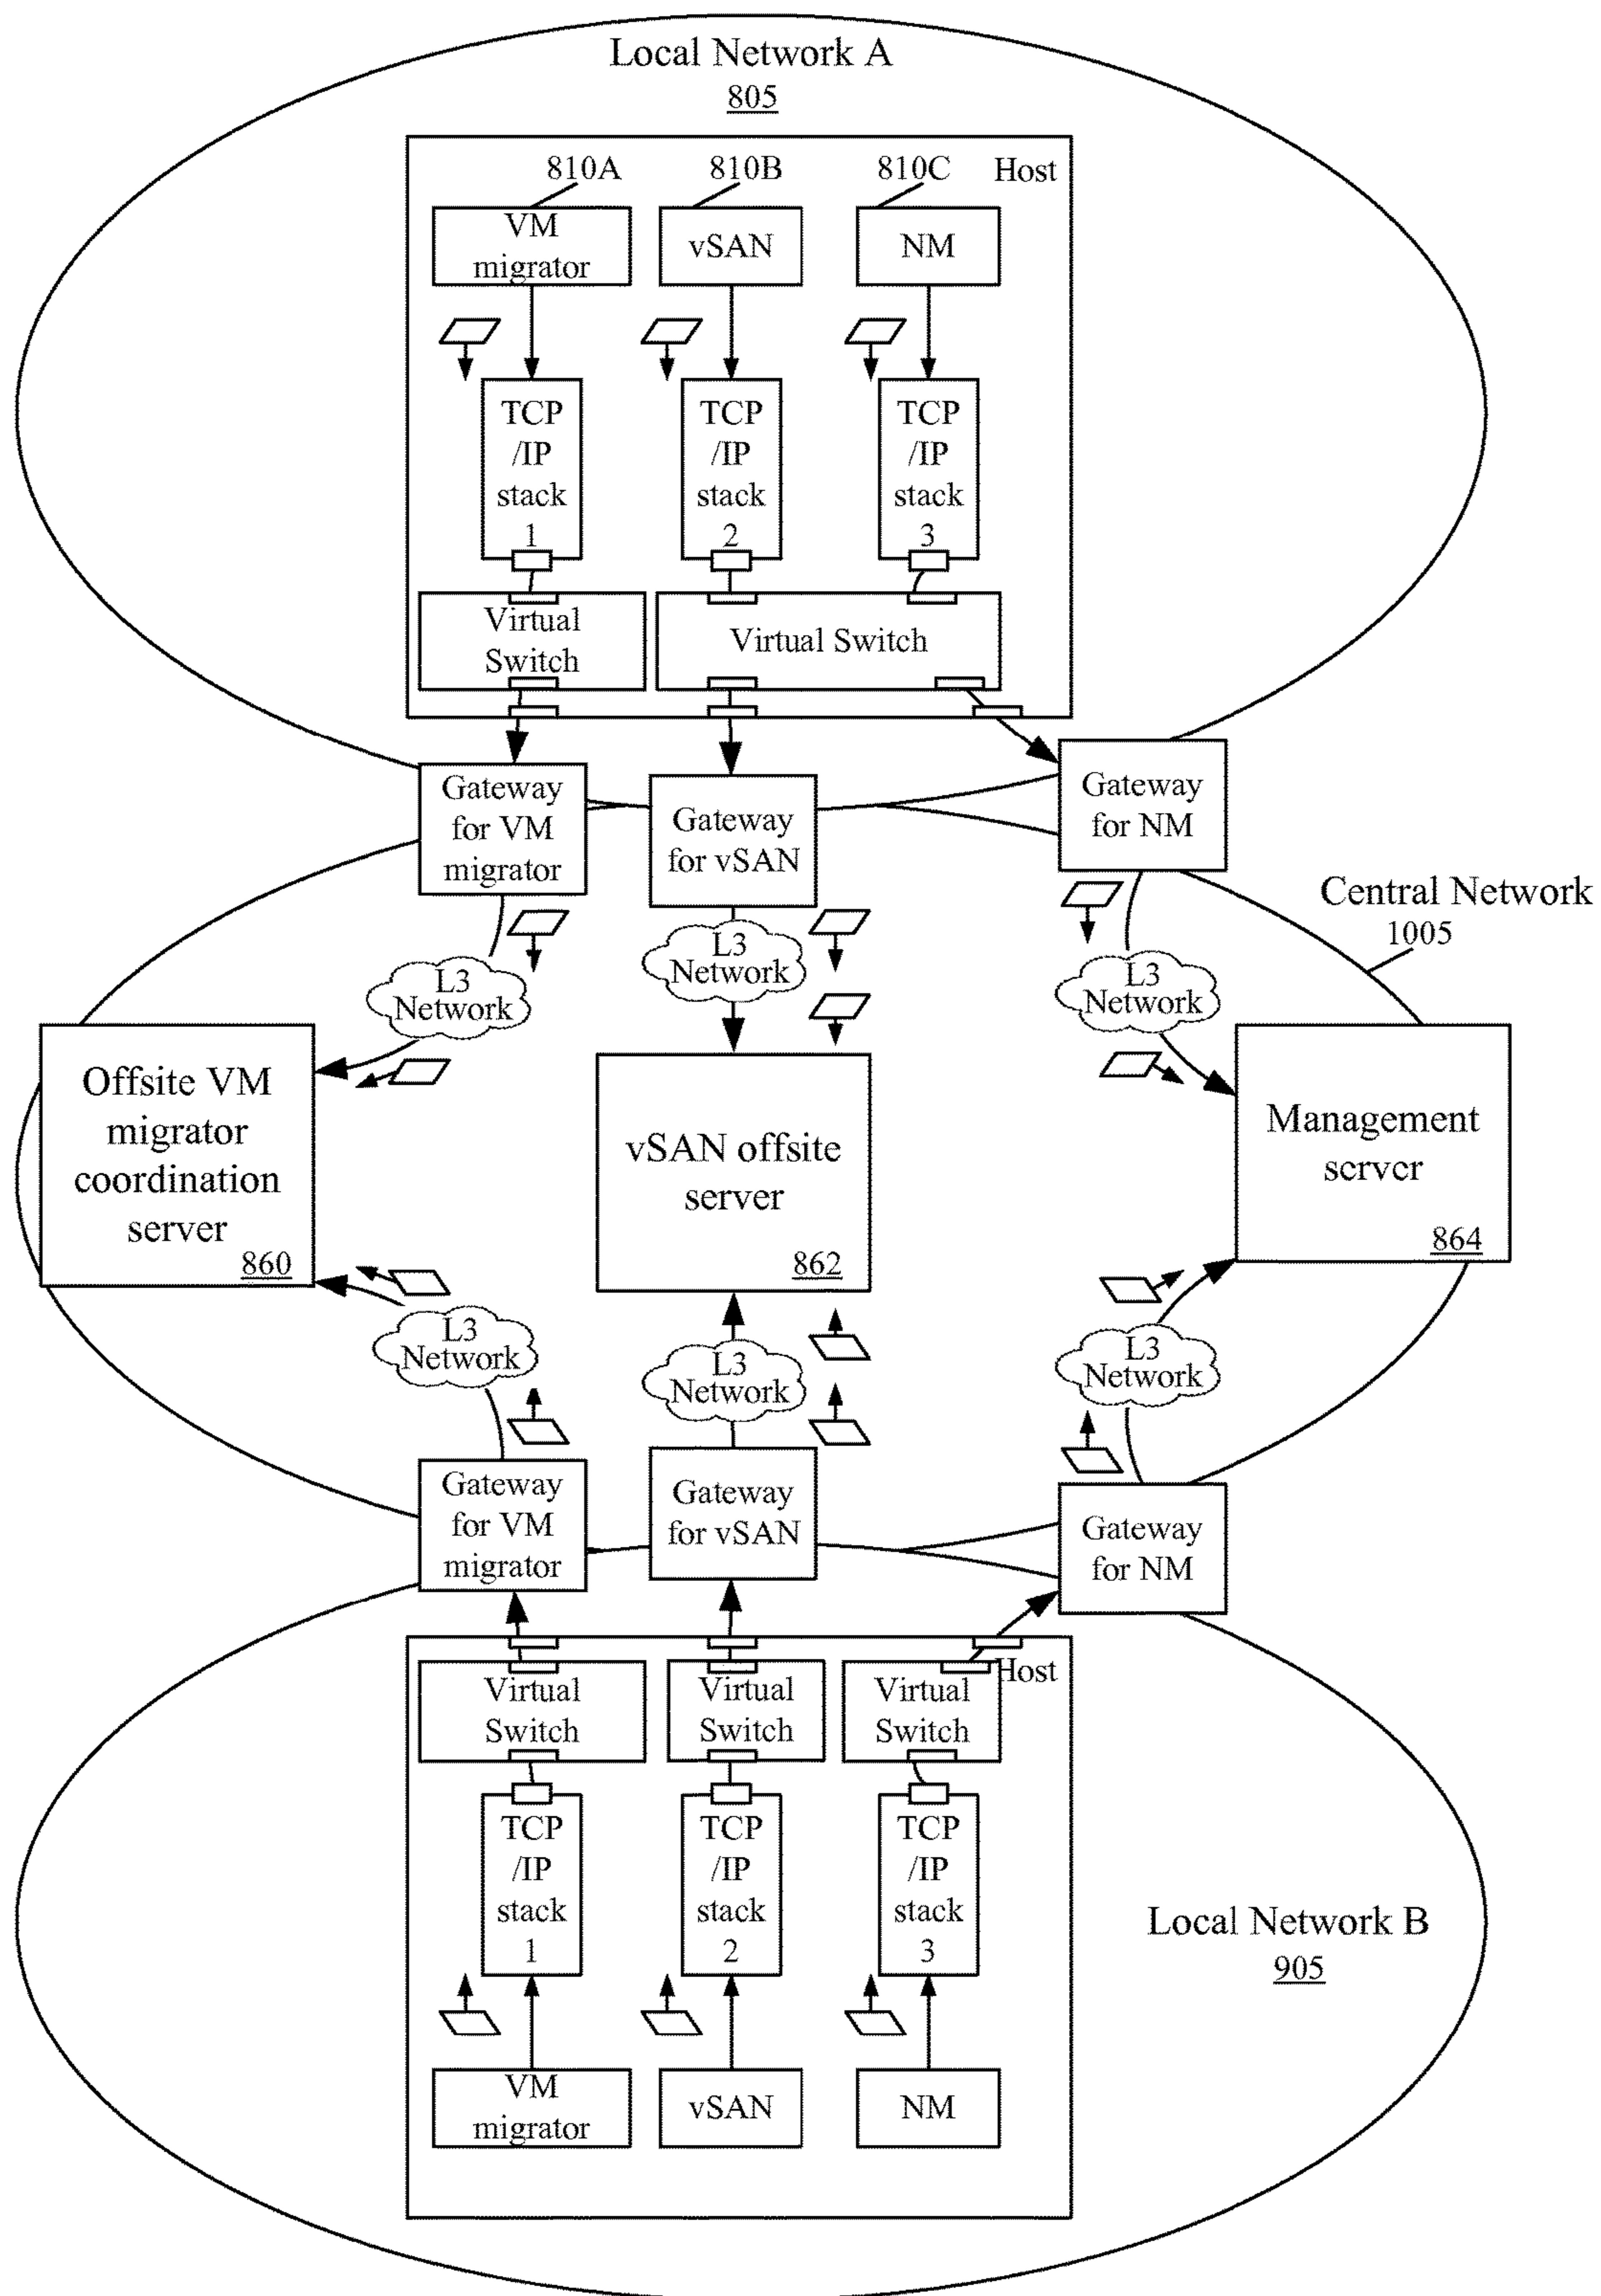 Local Network A
805
810A
810B
810C
Host
VM
migrator
vSAN
NM
TCP
/IP
stack
1
TCP
/IP
stack
2
TCP
/IP
stack
3
Virtual
Switch
Virtual Switch
Gateway
for VM
migrator
Gateway
for vSAN
Gateway
for NM
Central Network
1005
L3
Network
L3
Network
L3
Network
Offsite VM
migrator
coordination
server
860
vSAN offsite
server
862
Management
server
864
L3
Network
L3
Network
L3
Network
Gateway
for VM
migrator
Gateway
for vSAN
Gateway
for NM
Host
Virtual
Switch
Virtual
Switch
Virtual
Switch
TCP
/IP
stack
1
TCP
/IP
stack
2
TCP
/IP
stack
3
Local Network B
905
VM
migrator
vSAN
NM